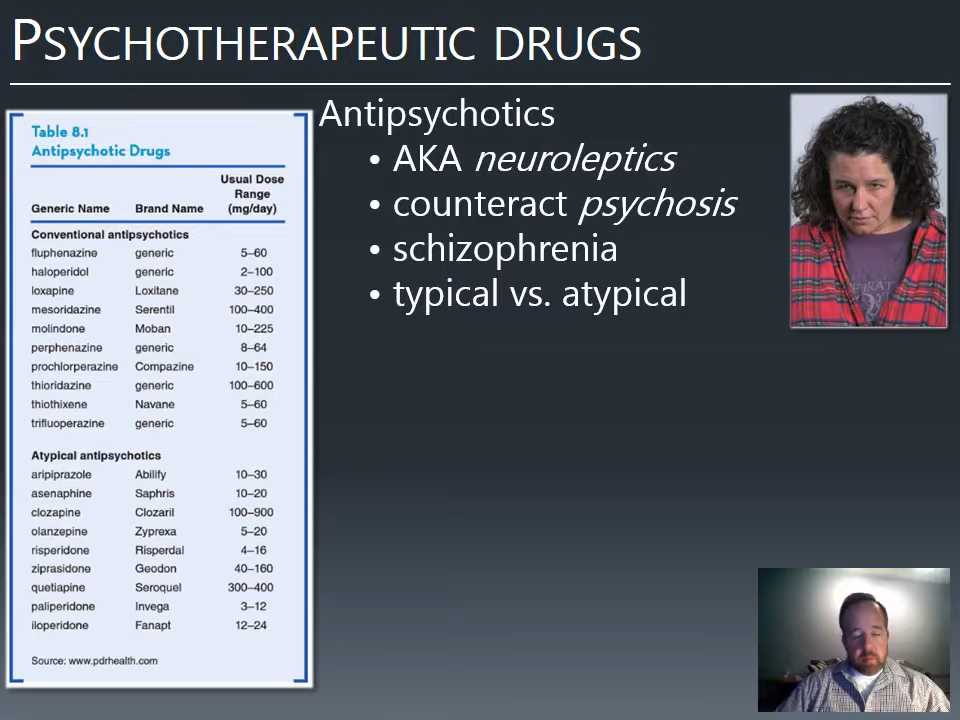 PSYCHOTHERAPEUTIC DRUGS
Table 8.1
Antipsychotic Drugs
Generic Name Brand Name Usual Dose Range (mg/day)
Conventional antipsychotics
fluphenazine generic 5–60
haloperidol generic 2–100
loxapine Loxitane 30–250
mesoridazine Serentil 100–400
molindone Moban 10–225
perphenazine generic 8–64
prochlorperazine Compazine 10–150
thioridazine generic 100–600
thiothixene Navane 5–60
trifluoperazine generic 5–60
Atypical antipsychotics
aripiprazole Abilify 10–30
asenaphine Saphris 10–20
clozapine Clozaril 100–900
olanzepine Zyprexa 5–20
risperidone Risperdal 4–16
ziprasidone Geodon 40–160
quetiapine Seroquel 300–400
paliperidone Invega 3–12
iloperidone Fanapt 12–24
Source: www.pdrhealth.com
Antipsychotics
• AKA neuroleptics
• counteract psychosis
• schizophrenia
• typical vs. atypical